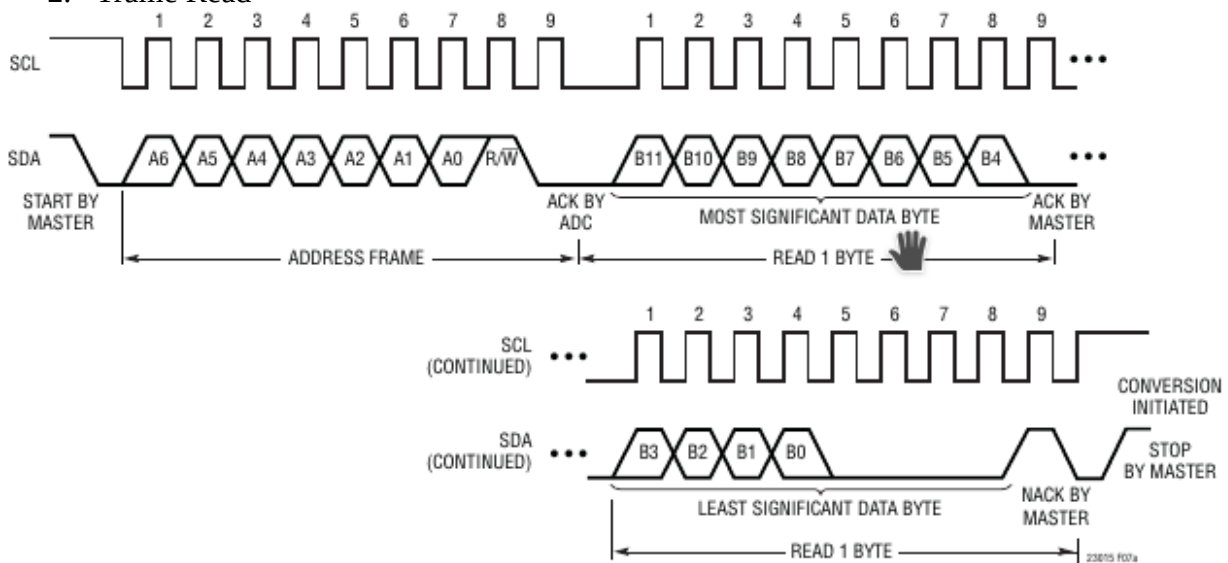 2. Trame Read
1 2 3 4 5 6 7 8 9 1 2 3 4 5 6 7 8 9
SCL
SDA A6 A5 A4 A3 A2 A1 A0 R/W̅ B11 B10 B9 B8 B7 B6 B5 B4
START BY MASTER
ACK BY ADC
MOST SIGNIFICANT DATA BYTE
ACK BY MASTER
ADDRESS FRAME
READ 1 BYTE
1 2 3 4 5 6 7 8 9
SCL
(CONTINUED)
CONVERSION
INITIATED
SDA
(CONTINUED)
B3 B2 B1 B0
STOP
BY MASTER
LEAST SIGNIFICANT DATA BYTE
NACK BY
MASTER
READ 1 BYTE
23015 F07a